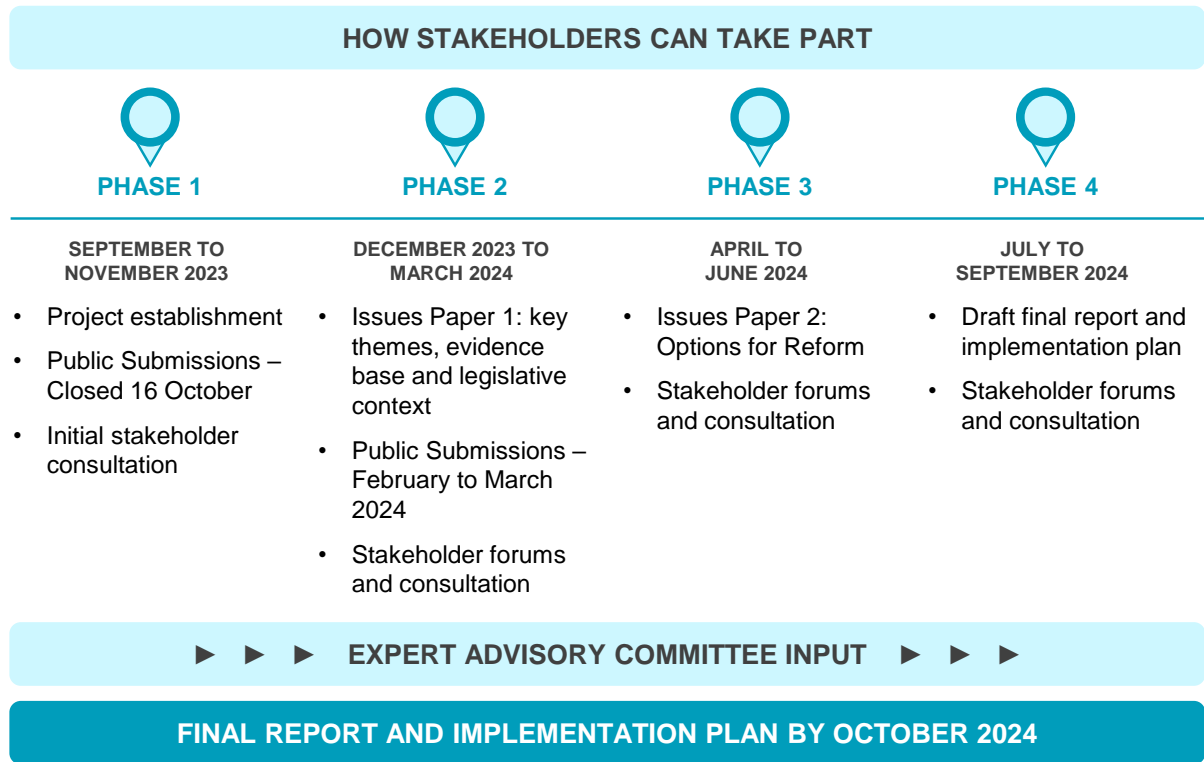 HOW STAKEHOLDERS CAN TAKE PART
PHASE 1
SEPTEMBER TO
NOVEMBER 2023
• Project establishment
• Public Submissions –
Closed 16 October
• Initial stakeholder
consultation
PHASE 2
DECEMBER 2023 TO
MARCH 2024
• Issues Paper 1: key
themes, evidence
base and legislative
context
• Public Submissions –
February to March
2024
• Stakeholder forums
and consultation
PHASE 3
APRIL TO
JUNE 2024
• Issues Paper 2:
Options for Reform
• Stakeholder forums
and consultation
PHASE 4
JULY TO
SEPTEMBER 2024
• Draft final report and
implementation plan
• Stakeholder forums
and consultation
► ► ► EXPERT ADVISORY COMMITTEE INPUT ► ► ►
FINAL REPORT AND IMPLEMENTATION PLAN BY OCTOBER 2024